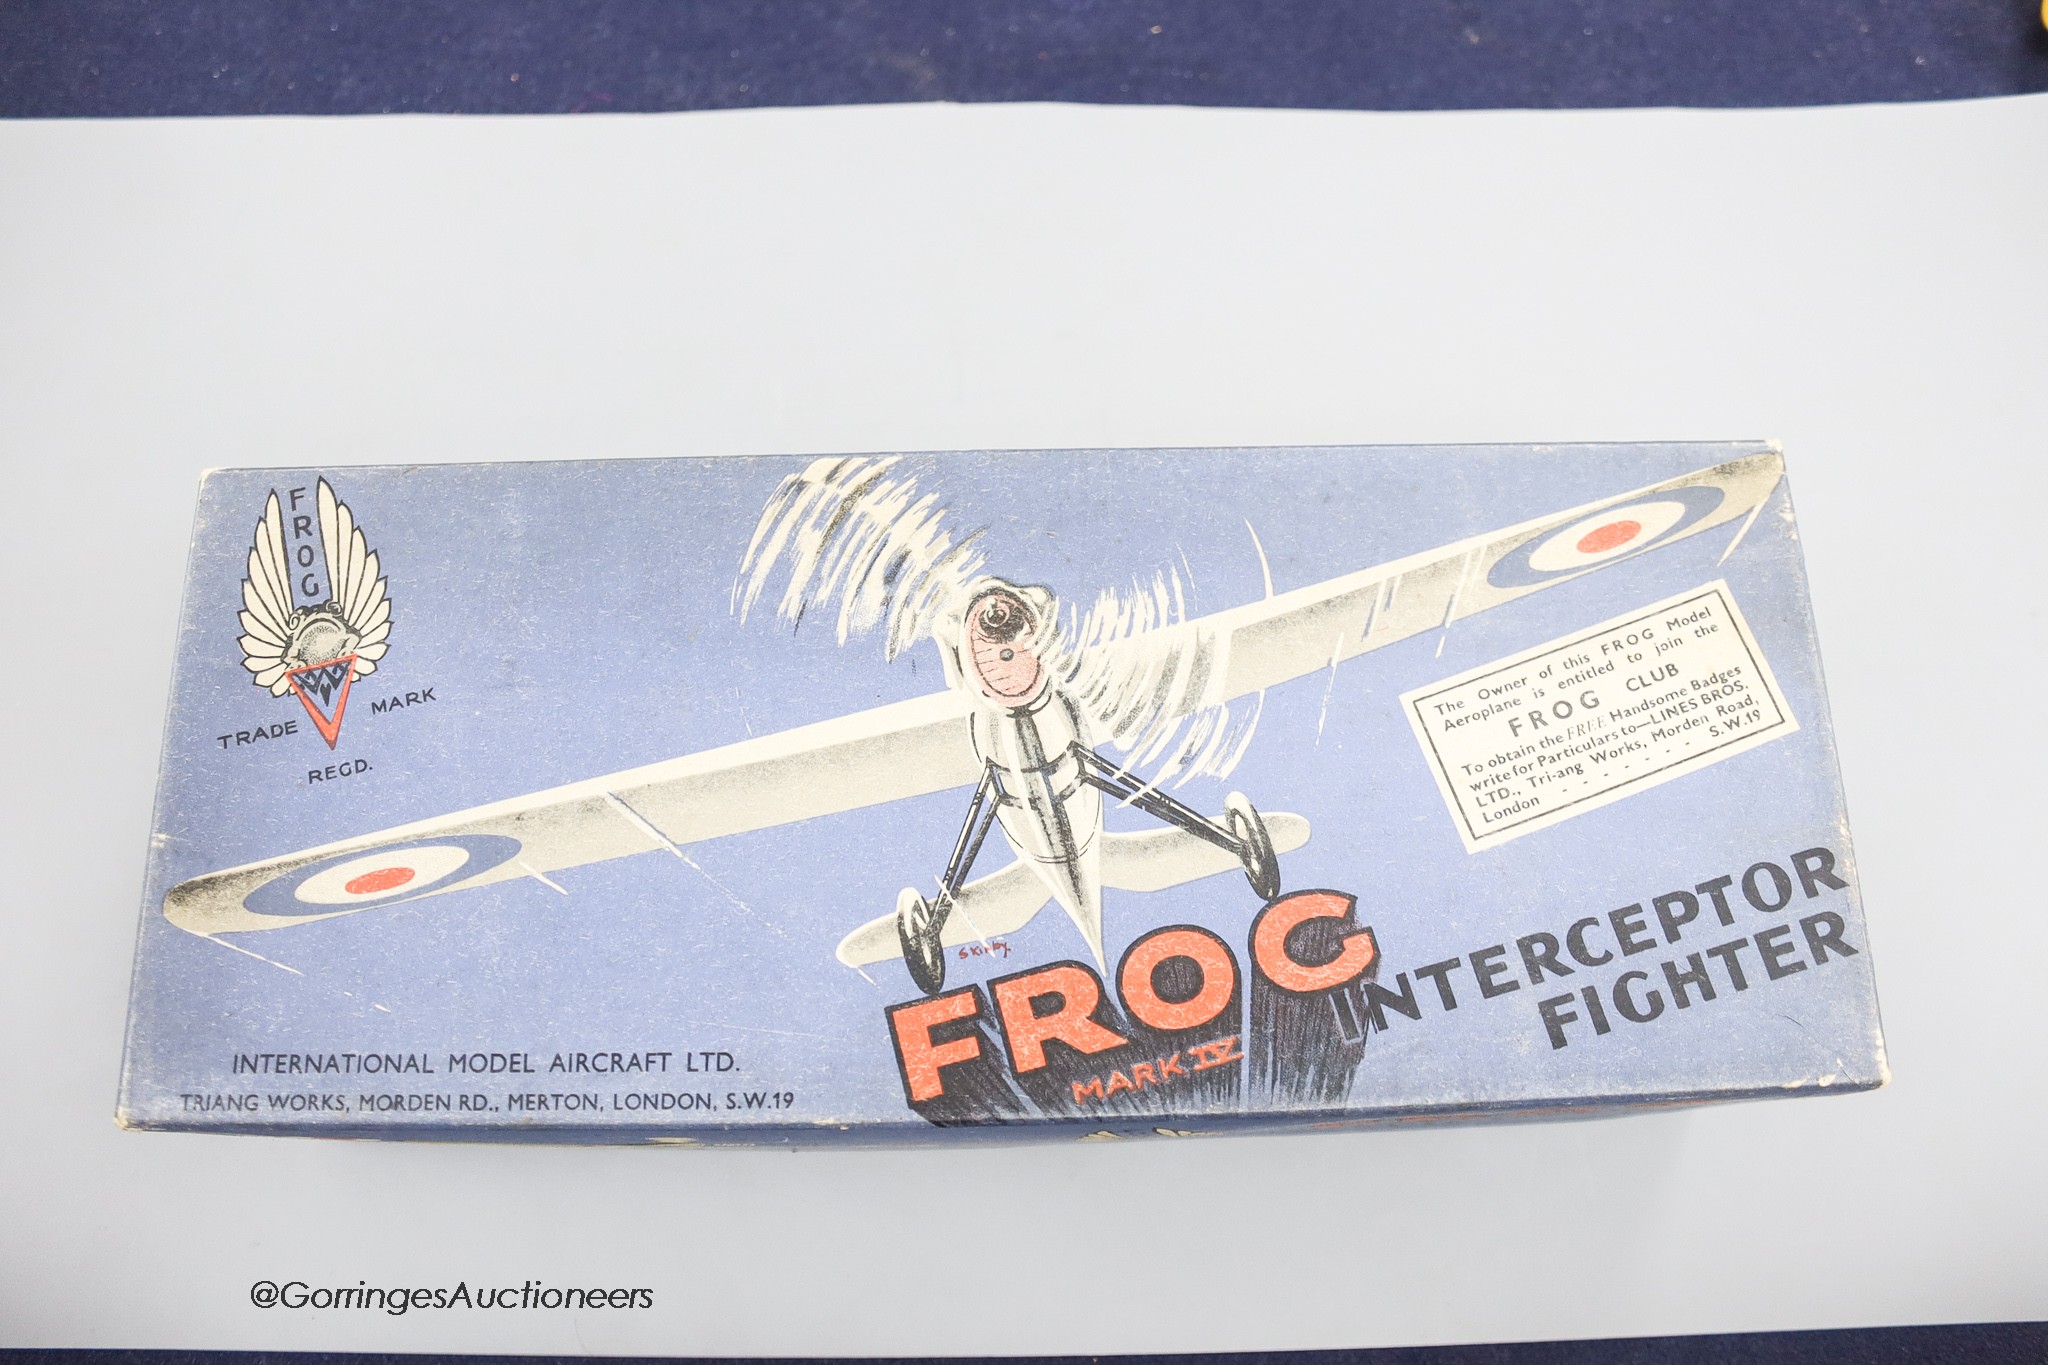 FROG
TRADE MARK
REGD.
The Owner of this FROG Model
Aeroplane is entitled to join the
FROG CLUB
To obtain the FREE Handsome Badges
write for Particulars to—LINES BROS.
LTD., Tri-ang Works, Morden Road,
London - - - - - - S.W.19
S Kirby.
FROG
MARK IV
INTERCEPTOR
FIGHTER
INTERNATIONAL MODEL AIRCRAFT LTD.
TRIANG WORKS, MORDEN RD., MERTON, LONDON, S.W.19
@GorringesAuctioneers